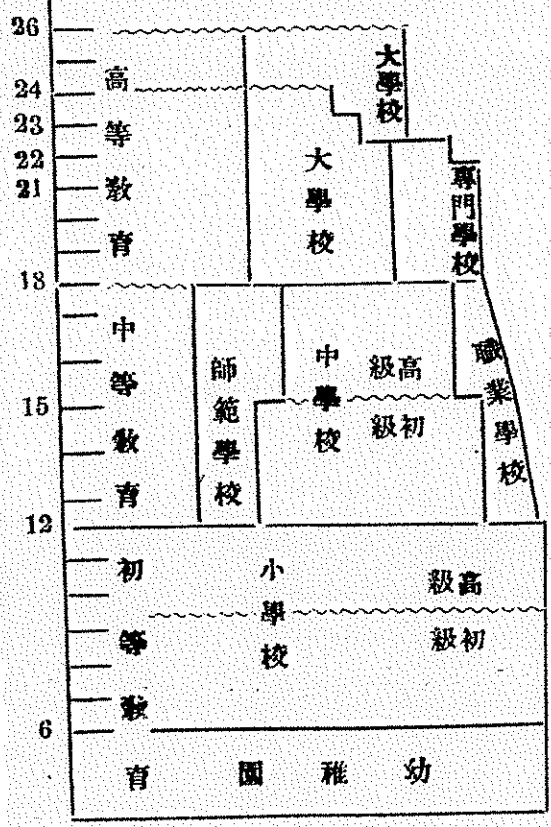 26
24
23
22
21
18
15
12
6
高等教育
中等教育
初等教育
大學校
大學校
專門學校
師範學校
中學校
級高
級初
職業學校
小學校
級高
級初
園稚幼